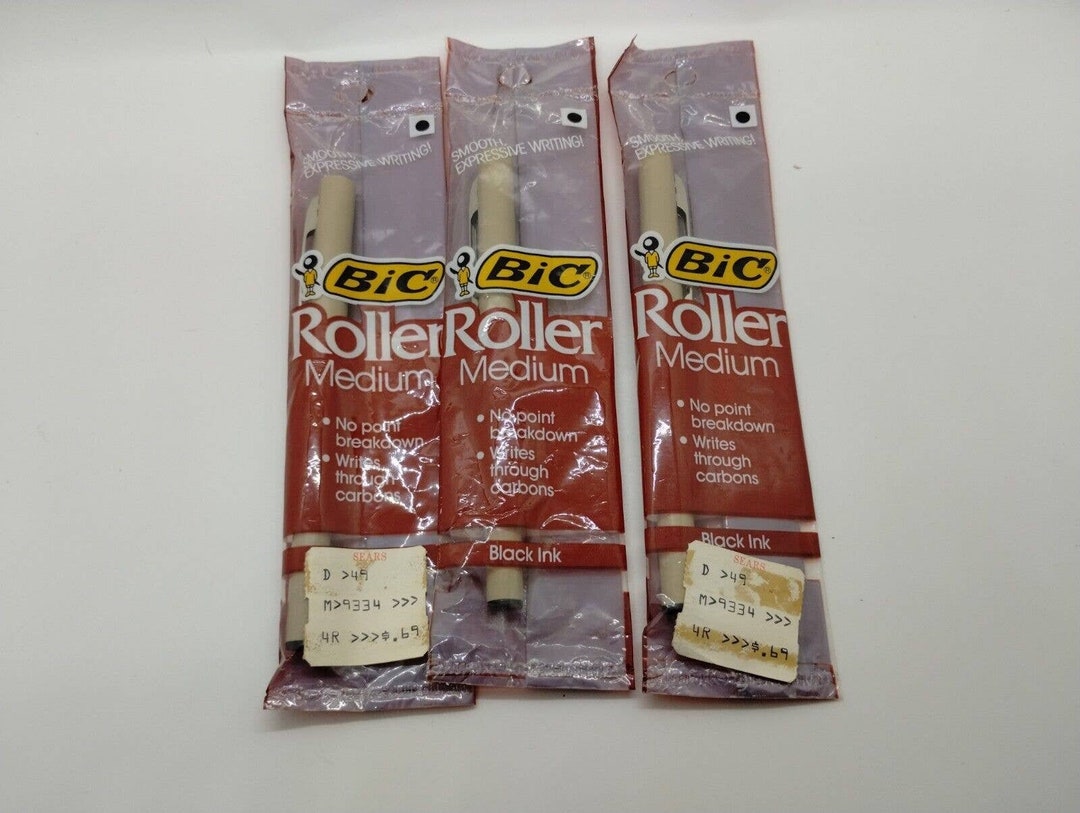 SMOOTH,
EXPRESSIVE WRITING!
BiC®
Roller
Medium
• No point
breakdown
• Writes
through
carbons
SEARS
D >49
M>9334 >>>
4R >>>$.69
SMOOTH,
EXPRESSIVE WRITING!
BiC®
Roller
Medium
• No point
breakdown
• Writes
through
carbons
Black Ink
SMOOTH,
EXPRESSIVE WRITING!
BiC®
Roller
Medium
• No point
breakdown
• Writes
through
carbons
Black Ink
SEARS
D >49
M>9334 >>>
4R >>>$.69